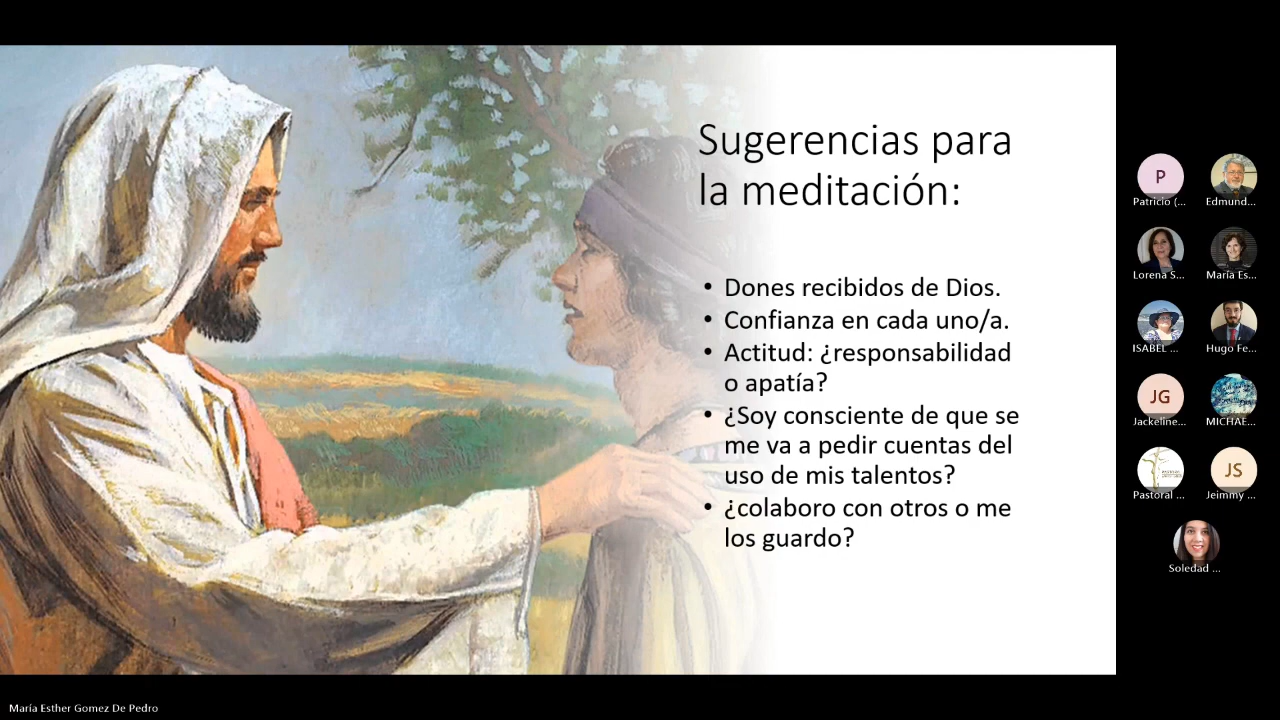 Sugerencias para
la meditación:
• Dones recibidos de Dios.
• Confianza en cada uno/a.
• Actitud: ¿responsabilidad
o apatía?
• ¿Soy consciente de que se
me va a pedir cuentas del
uso de mis talentos?
• ¿colaboro con otros o me
los guardo?
P
Patricio (...
Edmund...
Lorena S...
María Es...
ISABEL ...
Hugo Fe...
JG
Jackeline...
MICHAE...
Pastoral ...
JS
Jeimmy ...
Soledad ...
María Esther Gomez De Pedro